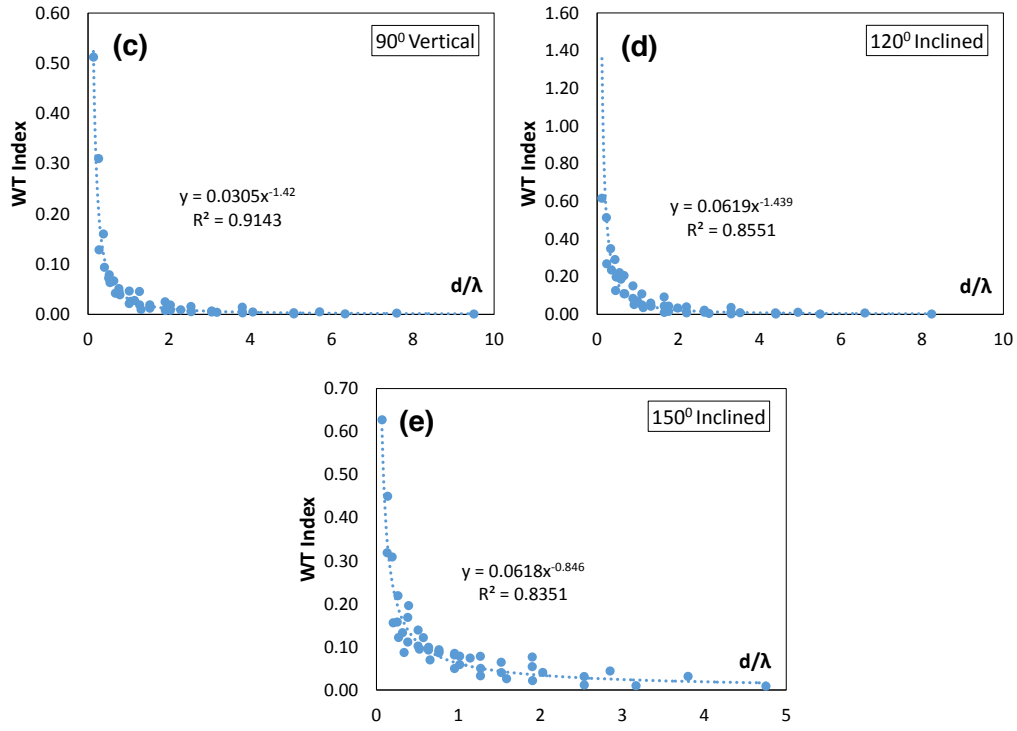 (c)
90⁰ Vertical
WT Index
0.60
0.50
0.40
0.30
0.20
0.10
0.00
y = 0.0305x⁻¹·⁴²
R² = 0.9143
d/λ
0 2 4 6 8 10
(d)
120⁰ Inclined
WT Index
1.60
1.40
1.20
1.00
0.80
0.60
0.40
0.20
0.00
y = 0.0619x⁻¹·⁴³⁹
R² = 0.8551
d/λ
0 2 4 6 8 10
(e)
150⁰ Inclined
WT Index
0.70
0.60
0.50
0.40
0.30
0.20
0.10
0.00
y = 0.0618x⁻⁰·⁸⁴⁶
R² = 0.8351
d/λ
0 1 2 3 4 5